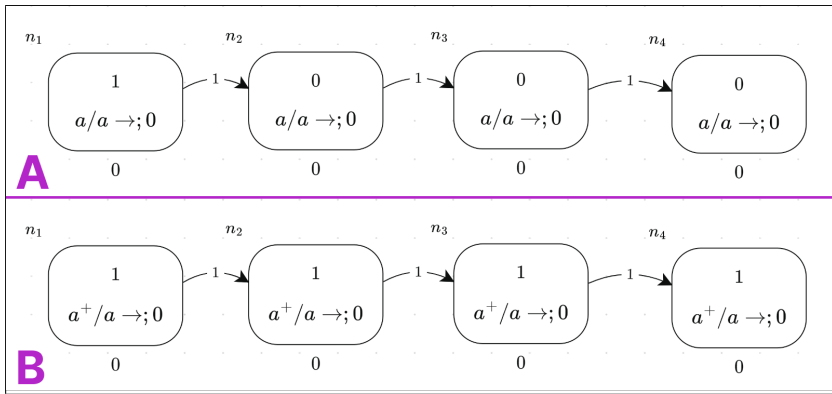 n₁ n₂ n₃ n₄
1 0 0 0
1 1 1
a/a →; 0 a/a →; 0 a/a →; 0 a/a →; 0
0 0 0 0
A
n₁ n₂ n₃ n₄
1 1 1 1
1 1 1
a⁺/a →; 0 a⁺/a →; 0 a⁺/a →; 0 a⁺/a →; 0
0 0 0 0
B